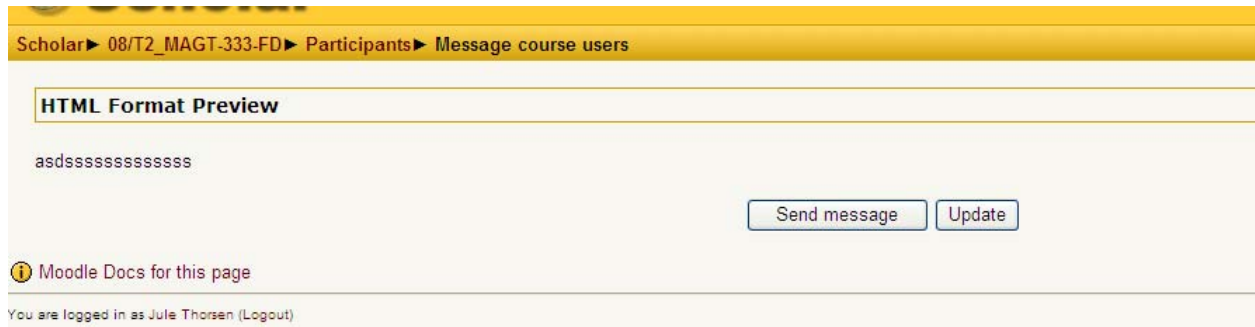 Scholar► 08/T2_MAGT-333-FD► Participants► Message course users
HTML Format Preview
asdsssssssssssss
Send message Update
Moodle Docs for this page
You are logged in as Jule Thorsen (Logout)